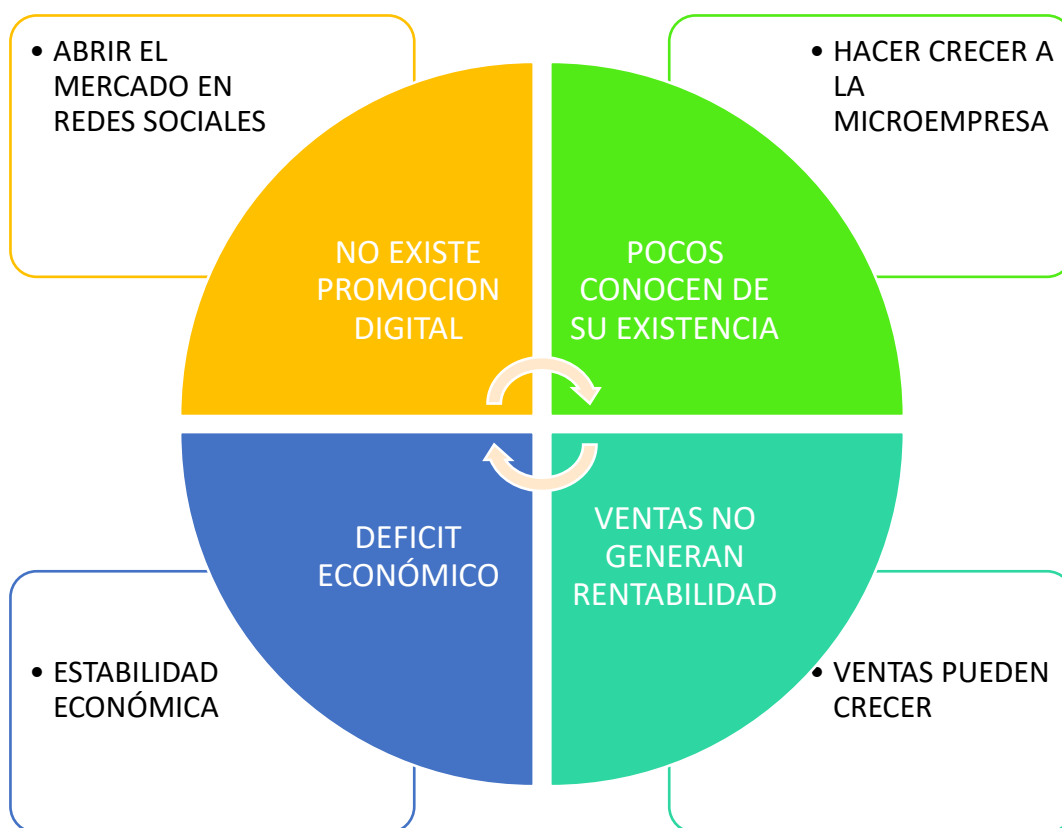 • ABRIR EL
MERCADO EN
REDES SOCIALES
• HACER CRECER A
LA
MICROEMPRESA
NO EXISTE
PROMOCION
DIGITAL
POCOS
CONOCEN DE
SU EXISTENCIA
DEFICIT
ECONÓMICO
VENTAS NO
GENERAN
RENTABILIDAD
• ESTABILIDAD
ECONÓMICA
• VENTAS PUEDEN
CRECER